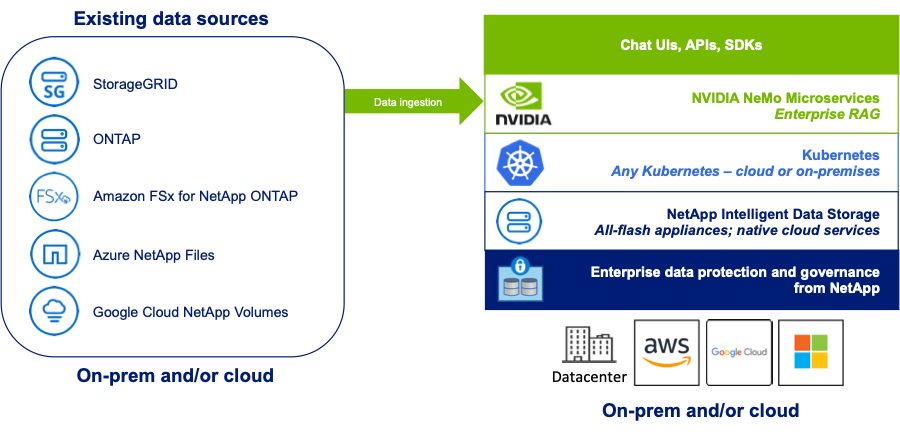 Existing data sources
SG
StorageGRID
ONTAP
FSx
Amazon FSx for NetApp ONTAP
Azure NetApp Files
Google Cloud NetApp Volumes
On-prem and/or cloud
Data ingestion
Chat UIs, APIs, SDKs
NVIDIA
NVIDIA NeMo Microservices
Enterprise RAG
Kubernetes
Any Kubernetes – cloud or on-premises
NetApp Intelligent Data Storage
All-flash appliances; native cloud services
Enterprise data protection and governance
from NetApp
Datacenter
aws
Google Cloud
On-prem and/or cloud